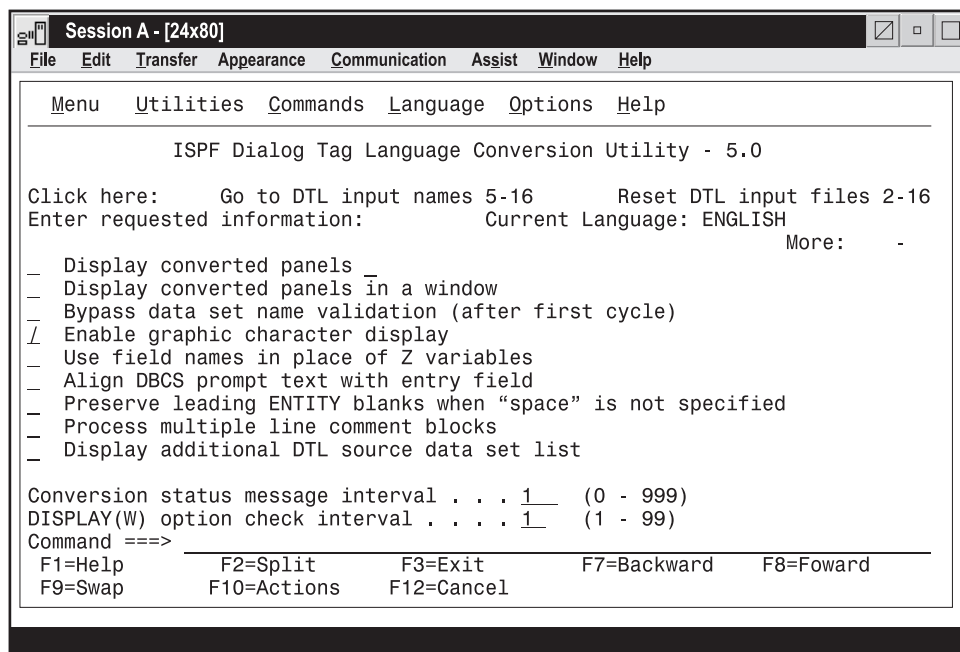 Session A - [24x80]
File Edit Transfer Appearance Communication Assist Window Help
Menu Utilities Commands Language Options Help
ISPF Dialog Tag Language Conversion Utility - 5.0
Click here: Go to DTL input names 5-16 Reset DTL input files 2-16
Enter requested information: Current Language: ENGLISH
More: -
_ Display converted panels _
_ Display converted panels in a window
_ Bypass data set name validation (after first cycle)
/ Enable graphic character display
_ Use field names in place of Z variables
_ Align DBCS prompt text with entry field
_ Preserve leading ENTITY blanks when “space” is not specified
_ Process multiple line comment blocks
_ Display additional DTL source data set list
Conversion status message interval . . . 1 (0 - 999)
DISPLAY(W) option check interval . . . . 1 (1 - 99)
Command ===>
F1=Help F2=Split F3=Exit F7=Backward F8=Foward
F9=Swap F10=Actions F12=Cancel